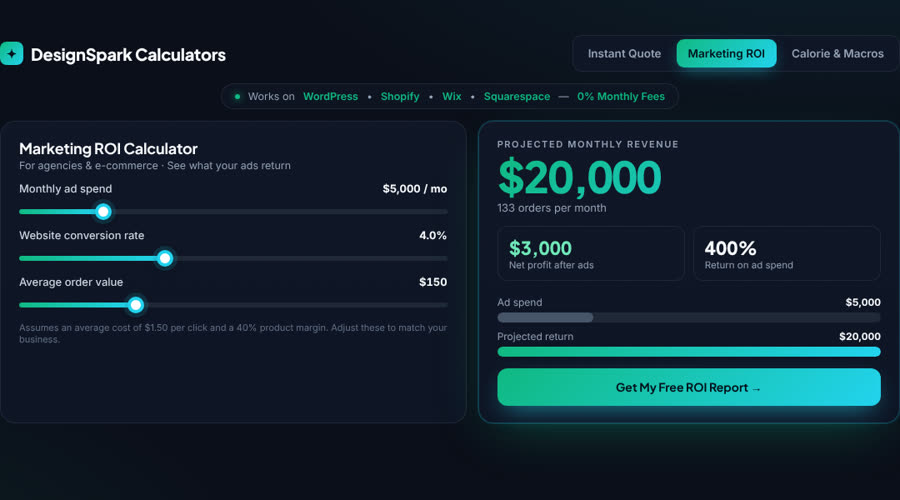 DesignSpark Calculators
Instant Quote
Marketing ROI
Calorie & Macros
Works on WordPress • Shopify • Wix • Squarespace — 0% Monthly Fees
Marketing ROI Calculator
For agencies & e-commerce · See what your ads return
Monthly ad spend $5,000 / mo
Website conversion rate 4.0%
Average order value $150
Assumes an average cost of $1.50 per click and a 40% product margin. Adjust these to match your
business.
PROJECTED MONTHLY REVENUE
$20,000
133 orders per month
$3,000
Net profit after ads
400%
Return on ad spend
Ad spend $5,000
Projected return $20,000
Get My Free ROI Report →